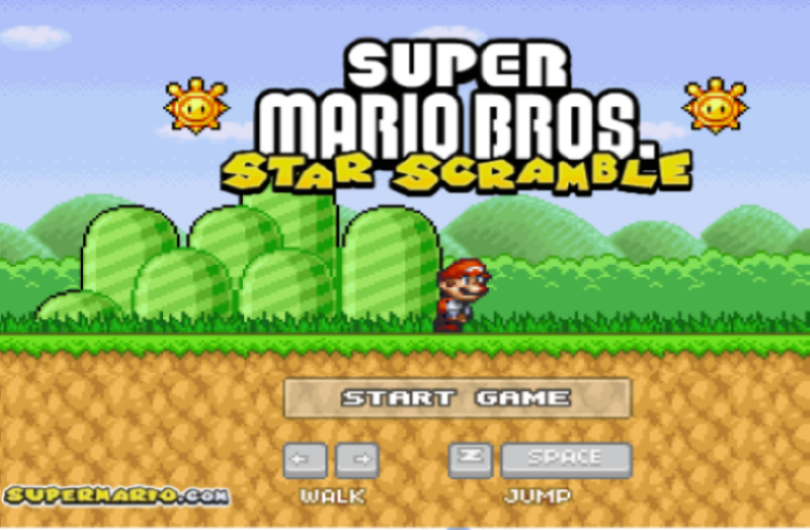 SUPER
MARIO BROS.
STAR SCRAMBLE
START GAME
← → Z SPACE
WALK JUMP
SUPERMARIO.COM